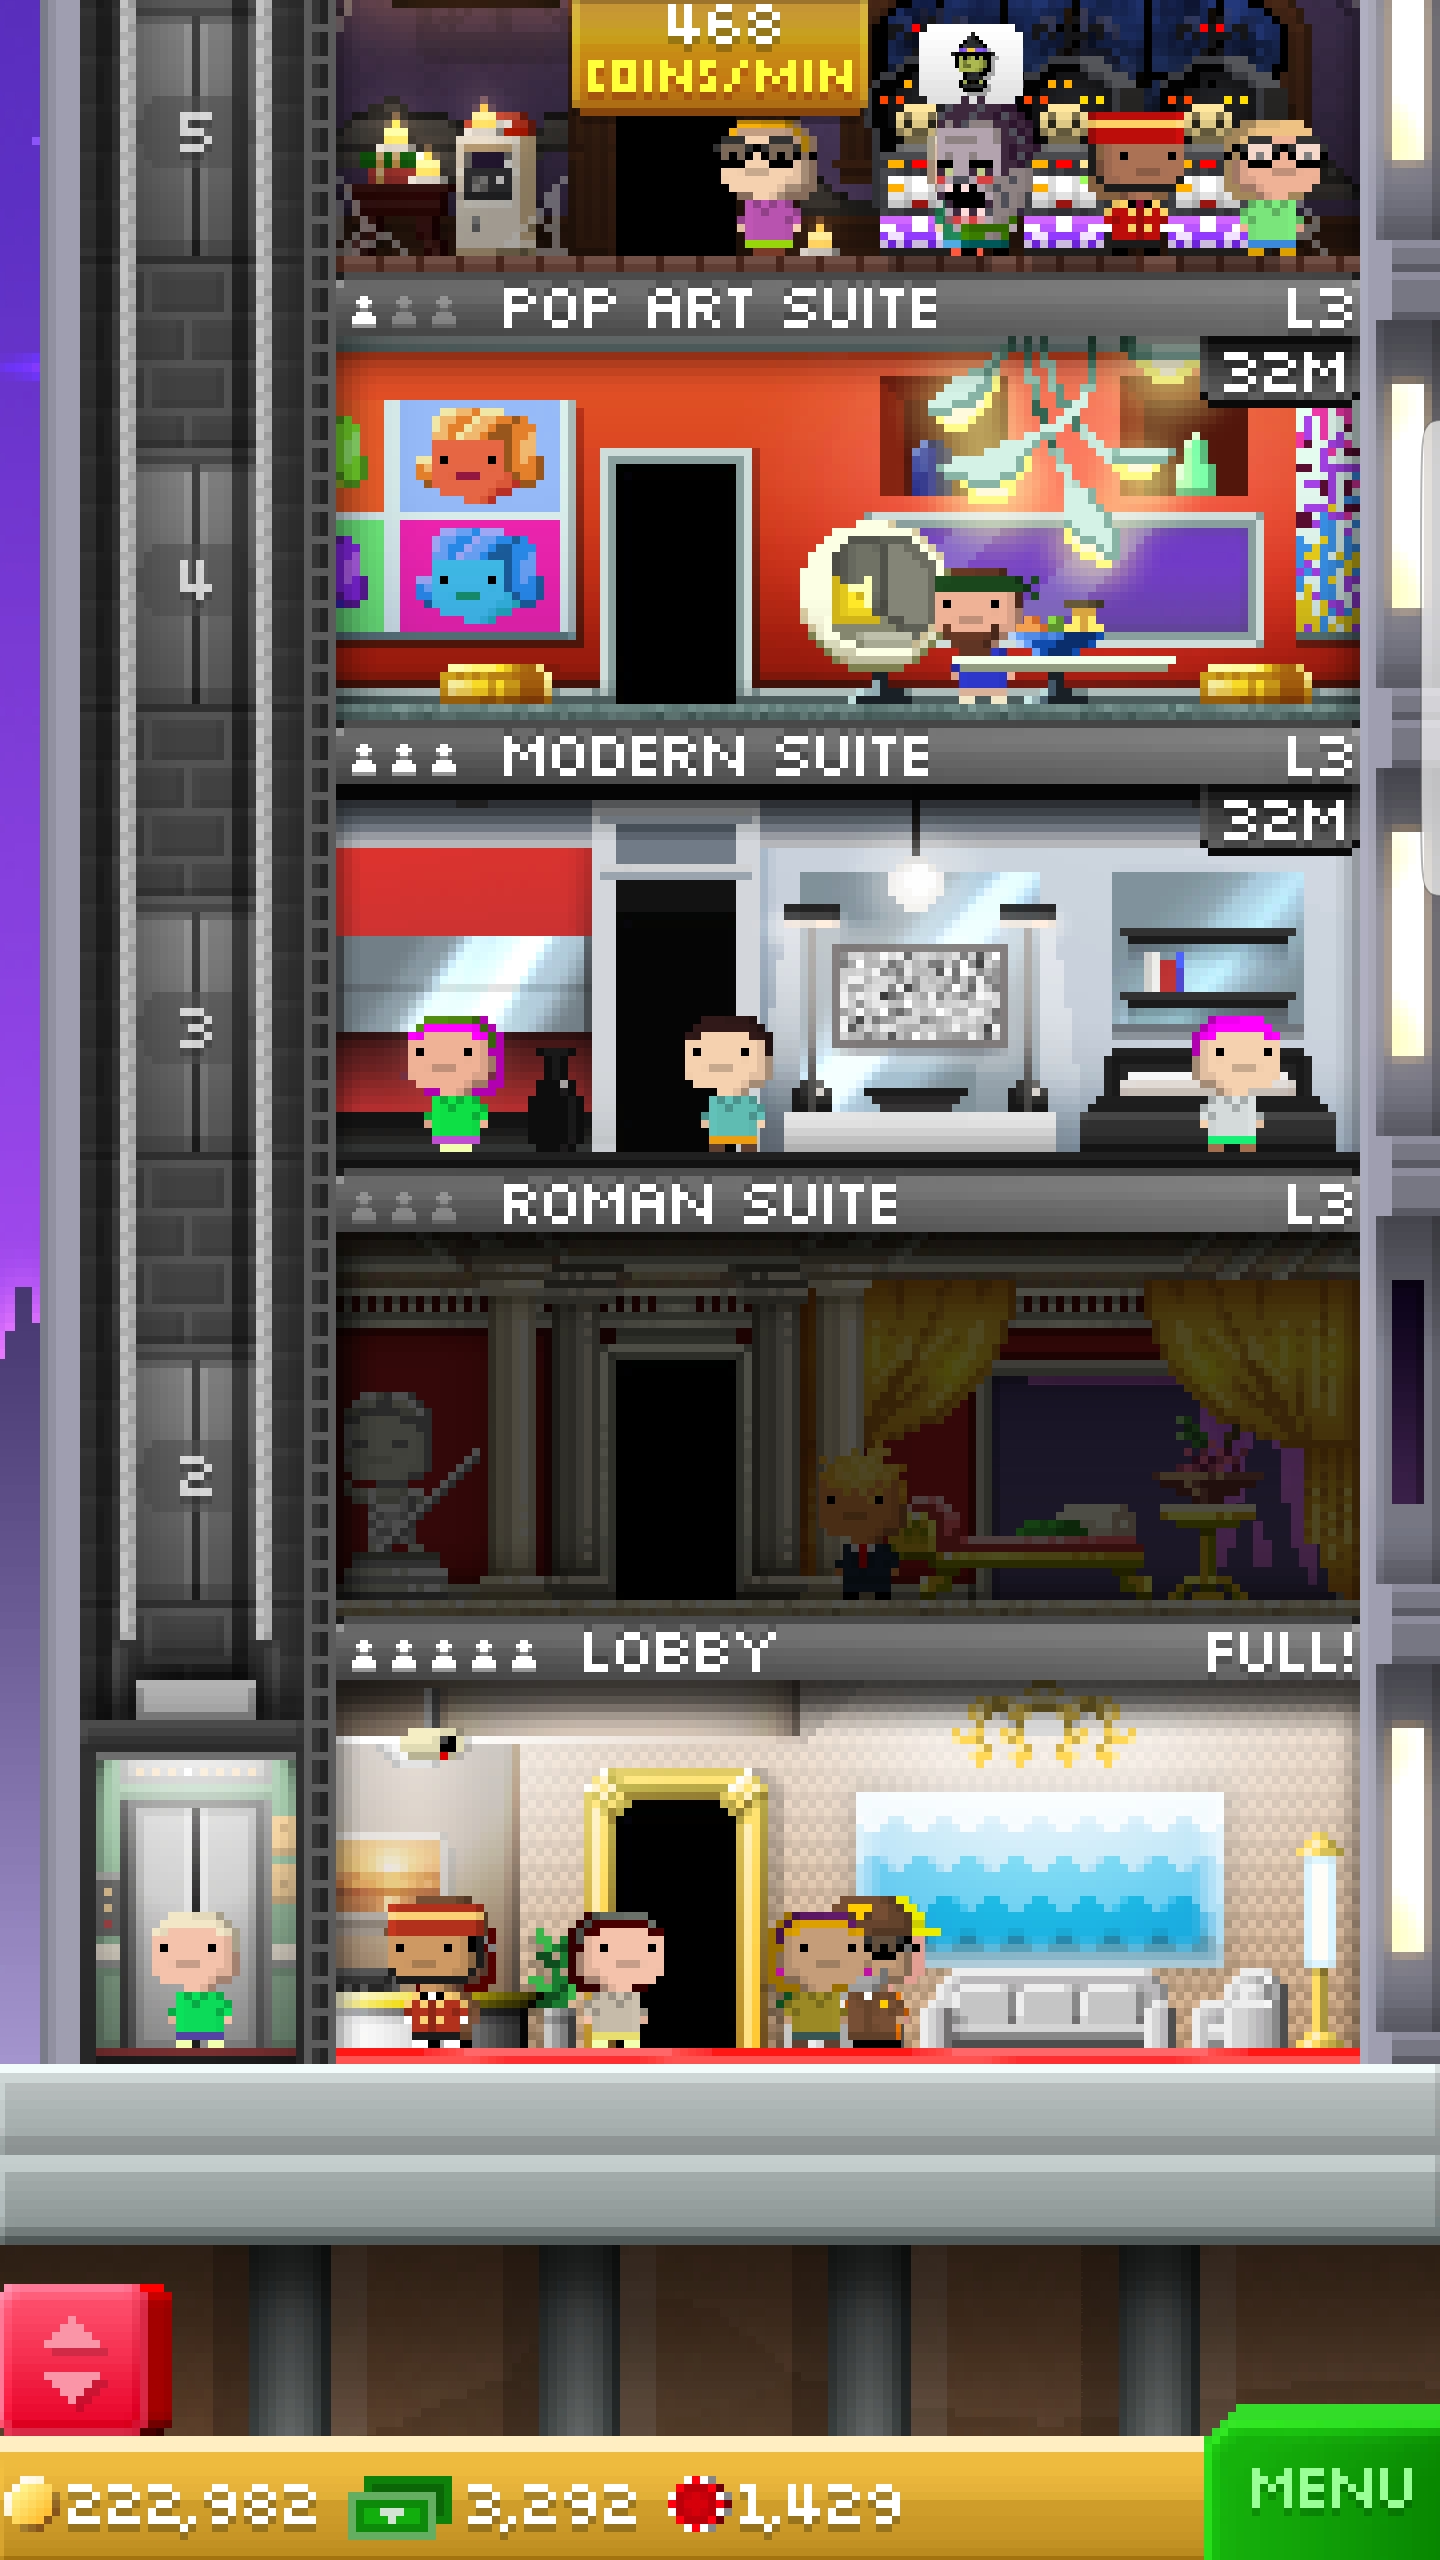 468
COINS/MIN
5
POP ART SUITE L3
32M
4
MODERN SUITE L3
32M
3
ROMAN SUITE L3
2
LOBBY FULL!
222,982 3,292 1,429
MENU